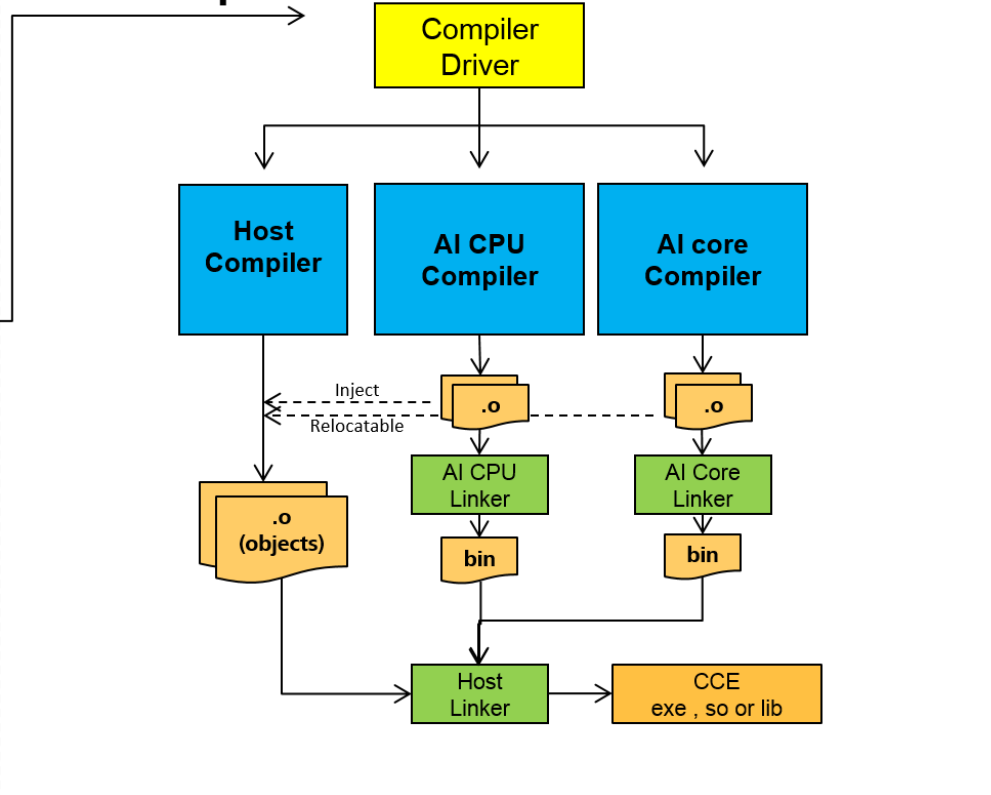 Compiler
Driver
Host
Compiler
AI CPU
Compiler
AI core
Compiler
Inject
Relocatable
.o
.o
AI CPU
Linker
AI Core
Linker
.o
(objects)
bin
bin
Host
Linker
CCE
exe , so or lib